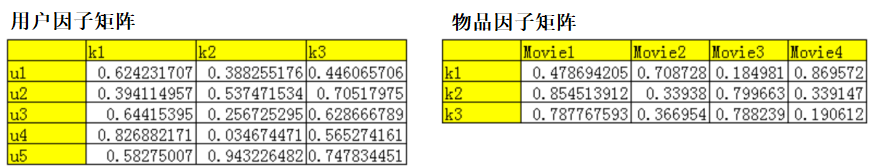 用户因子矩阵
k1 k2 k3
u1 0.624231707 0.388255176 0.446065706
u2 0.394114957 0.537471534 0.70517975
u3 0.64415395 0.256725295 0.628666789
u4 0.826882171 0.034674471 0.565274161
u5 0.58275007 0.943226482 0.747834451
物品因子矩阵
Movie1 Movie2 Movie3 Movie4
k1 0.478694205 0.708728 0.184981 0.869572
k2 0.854513912 0.33938 0.799663 0.339147
k3 0.787767593 0.366954 0.788239 0.190612